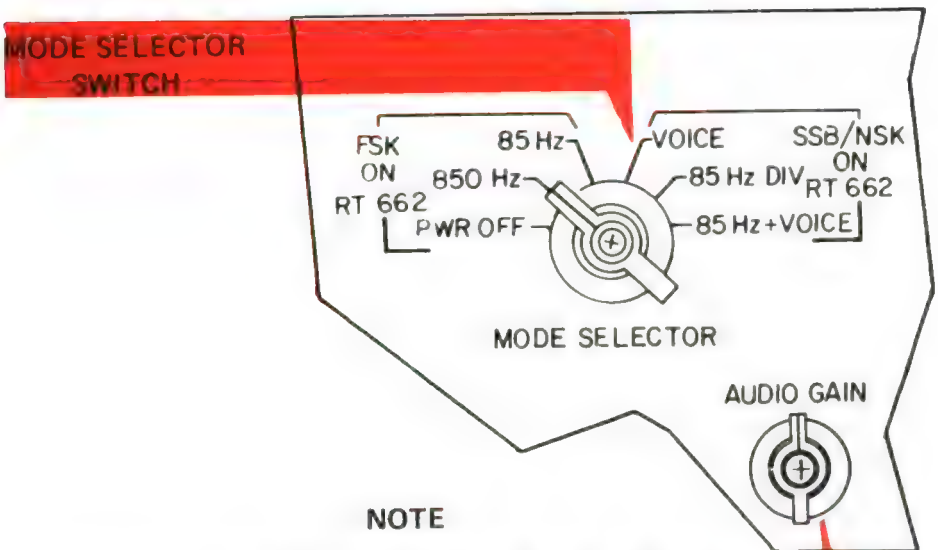 MODE SELECTOR
SWITCH
FSK
ON
RT 662
85 Hz
850 Hz
PWR OFF
VOICE
85 Hz DIV
85 Hz+VOICE
SSB/NSK
ON
RT 662
MODE SELECTOR
AUDIO GAIN
NOTE